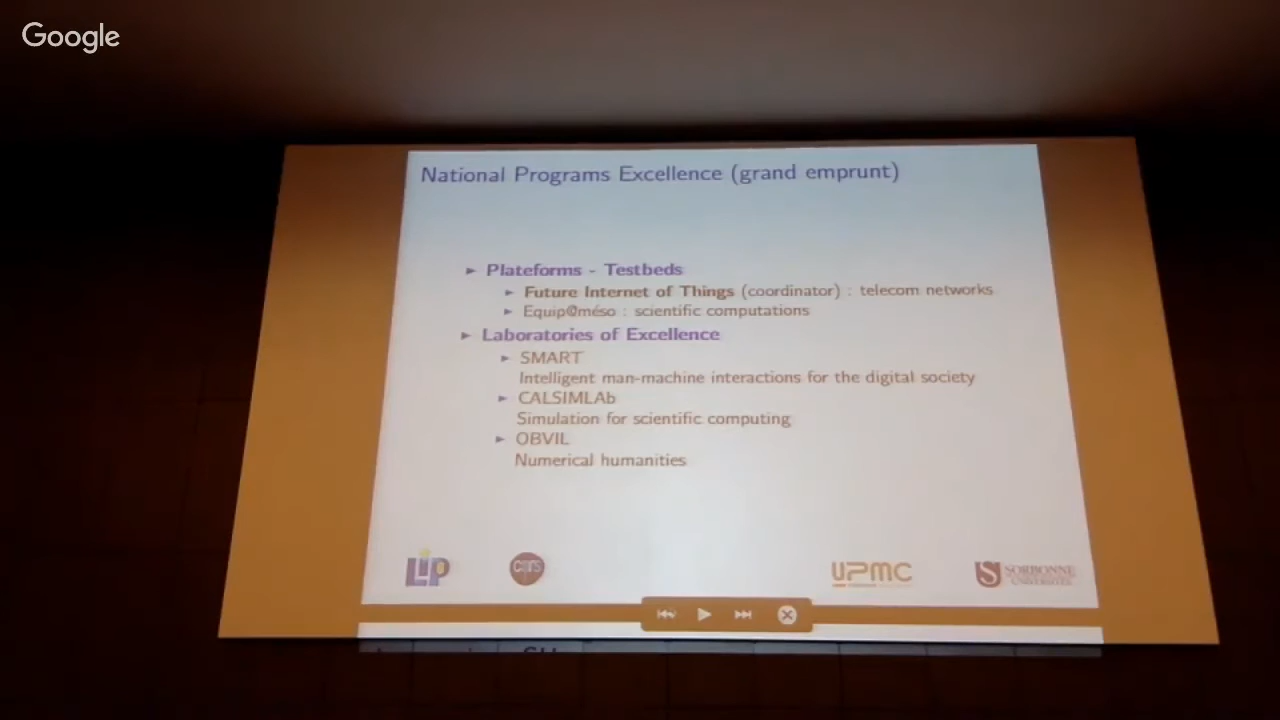 Google
National Programs Excellence (grand emprunt)
Plateforms - Testbeds
Future Internet of Things (coordinator) : telecom networks
Equip@méso : scientific computations
Laboratories of Excellence
SMART
Intelligent man-machine interactions for the digital society
CALSIMLAb
Simulation for scientific computing
OBVIL
Numerical humanities
LIP6
CNRS
UPMC
SORBONNE
UNIVERSITÉS